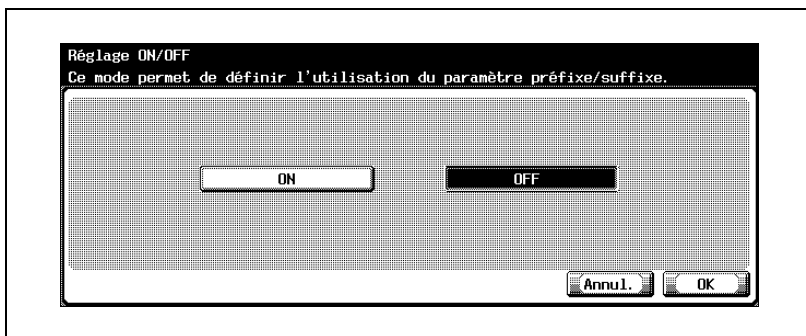 Réglage ON/OFF
Ce mode permet de définir l'utilisation du paramètre préfixe/suffixe.
ON OFF
Annul. OK